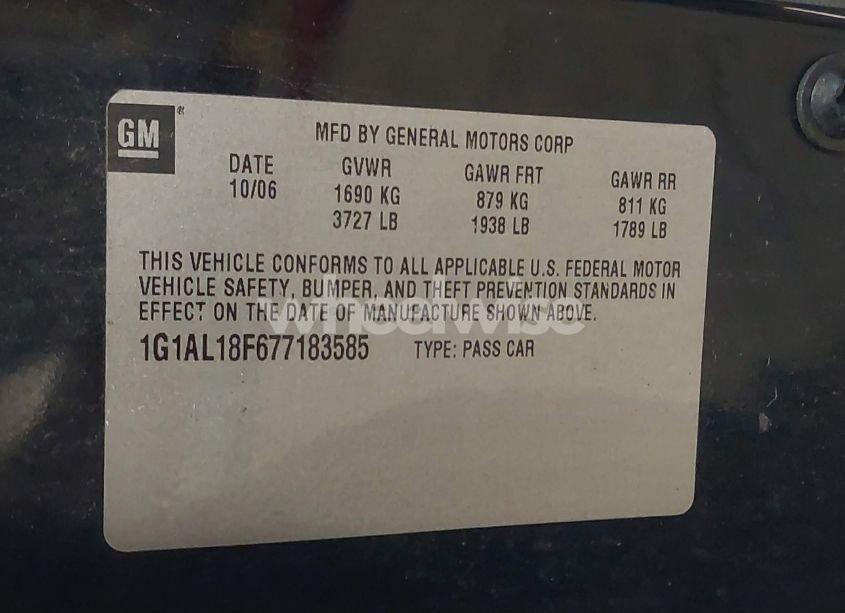 GM
MFD BY GENERAL MOTORS CORP
DATE GVWR GAWR FRT GAWR RR
10/06 1690 KG 879 KG 811 KG
3727 LB 1938 LB 1789 LB
THIS VEHICLE CONFORMS TO ALL APPLICABLE U.S. FEDERAL MOTOR
VEHICLE SAFETY, BUMPER, AND THEFT PREVENTION STANDARDS IN
EFFECT ON THE DATE OF MANUFACTURE SHOWN ABOVE.
wheelwise
1G1AL18F677183585 TYPE: PASS CAR